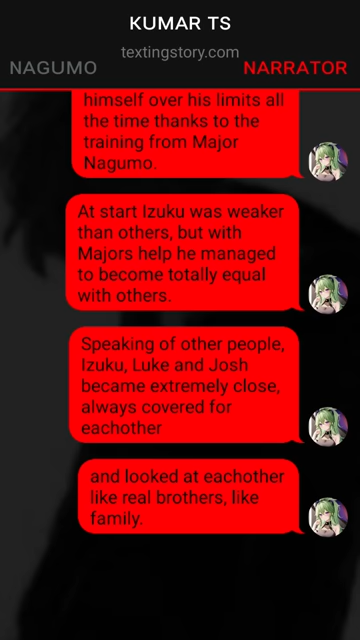 KUMAR TS
textingstory.com
NAGUMO
NARRATOR
himself over his limits all
the time thanks to the
training from Major
Nagumo.
At start Izuku was weaker
than others, but with
Majors help he managed
to become totally equal
with others.
Speaking of other people,
Izuku, Luke and Josh
became extremely close,
always covered for
eachother
and looked at eachother
like real brothers, like
family.